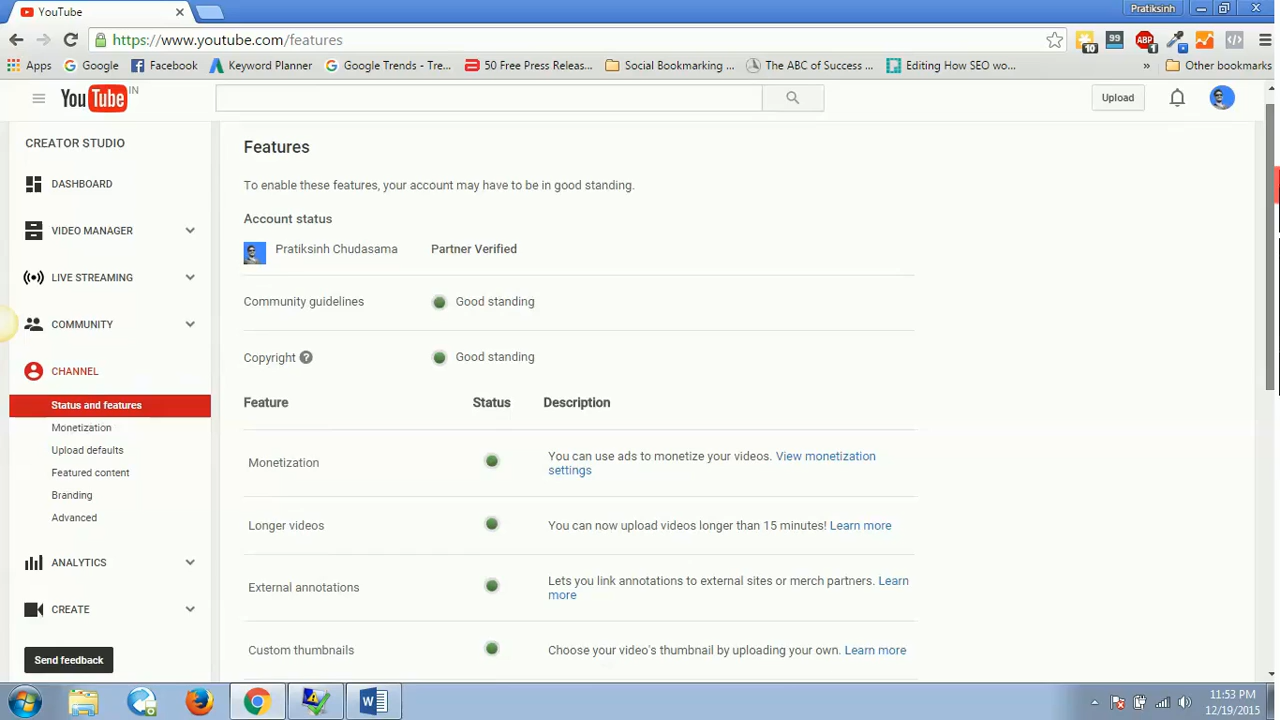 YouTube
Pratiksinh
https://www.youtube.com/features
10
99
ABP
1
Apps
Google
Facebook
Keyword Planner
Google Trends - Tre...
50 Free Press Relea...
Social Bookmarking ...
The ABC of Success ...
Editing How SEO wo...
»
Other bookmarks
YouTube IN
Upload
CREATOR STUDIO
DASHBOARD
VIDEO MANAGER
LIVE STREAMING
COMMUNITY
CHANNEL
Status and features
Monetization
Upload defaults
Featured content
Branding
Advanced
ANALYTICS
CREATE
Send feedback
Features
To enable these features, your account may have to be in good standing.
Account status
Pratiksinh Chudasama Partner Verified
Community guidelines Good standing
Copyright ? Good standing
Feature Status Description
Monetization You can use ads to monetize your videos. View monetization
settings
Longer videos You can now upload videos longer than 15 minutes! Learn more
External annotations Lets you link annotations to external sites or merch partners. Learn
more
Custom thumbnails Choose your video's thumbnail by uploading your own. Learn more
11:53 PM
12/19/2015